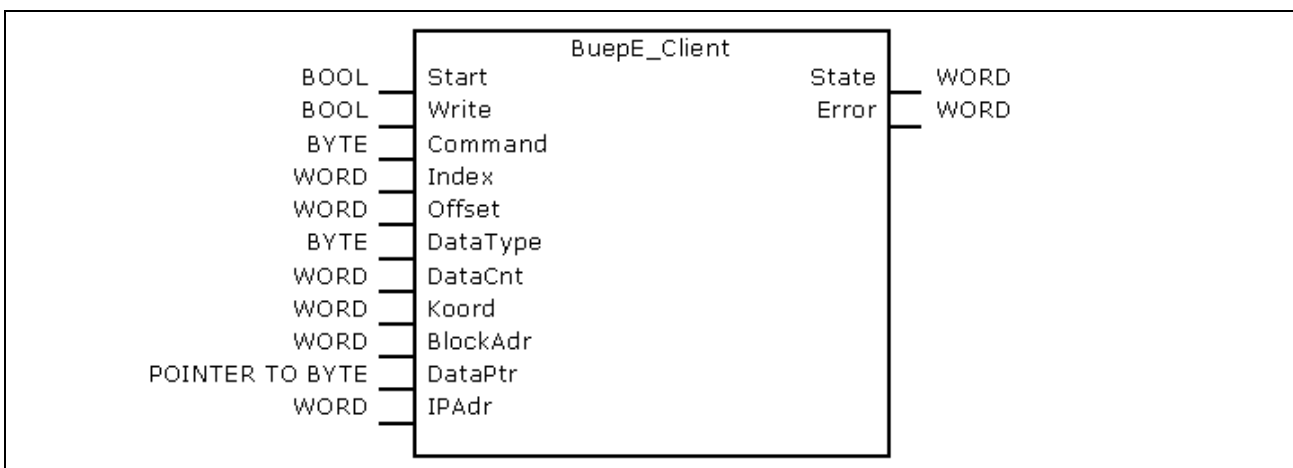 BuepE_Client
BOOL Start State WORD
BOOL Write Error WORD
BYTE Command
WORD Index
WORD Offset
BYTE DataType
WORD DataCnt
WORD Koord
WORD BlockAdr
POINTER TO BYTE DataPtr
WORD IPAdr